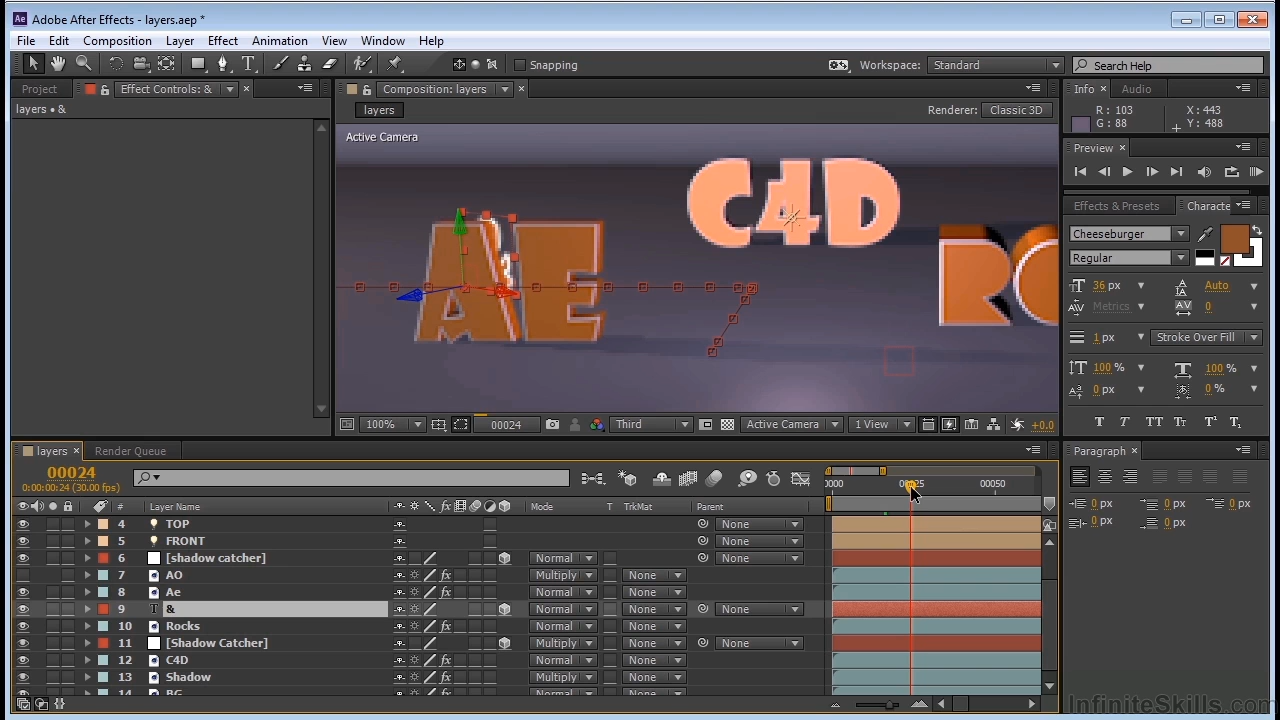 Ae Adobe After Effects - layers.aep *
File Edit Composition Layer Effect Animation View Window Help
Snapping Workspace: Standard Search Help
Project Effect Controls: & Composition: layers Info Audio
layers • & layers Renderer: Classic 3D R : 103 X : 443
G : 88 Y : 488
Active Camera
Preview
C4D
AE
Effects & Presets Characte
Cheeseburger
Regular
36 px Auto
Metrics 0
1 px Stroke Over Fill
100 % 100 %
0 px 0 %
T T TT Tт T¹ T₁
100% 00024 Third Active Camera 1 View +0.0
layers Render Queue Paragraph
00024
0:00:00:24 (30.00 fps)
0000 00025 00050
# Layer Name Mode T TrkMat Parent
0 px 0 px 0 px
0 px 0 px
4 TOP None
5 FRONT None
6 [shadow catcher] Normal None
7 AO Multiply None
8 Ae Normal None
9 & Normal None None
10 Rocks Normal None
11 [Shadow Catcher] Multiply None None
12 C4D Normal None
13 Shadow Multiply None
14 BG
InfiniteSkills.com